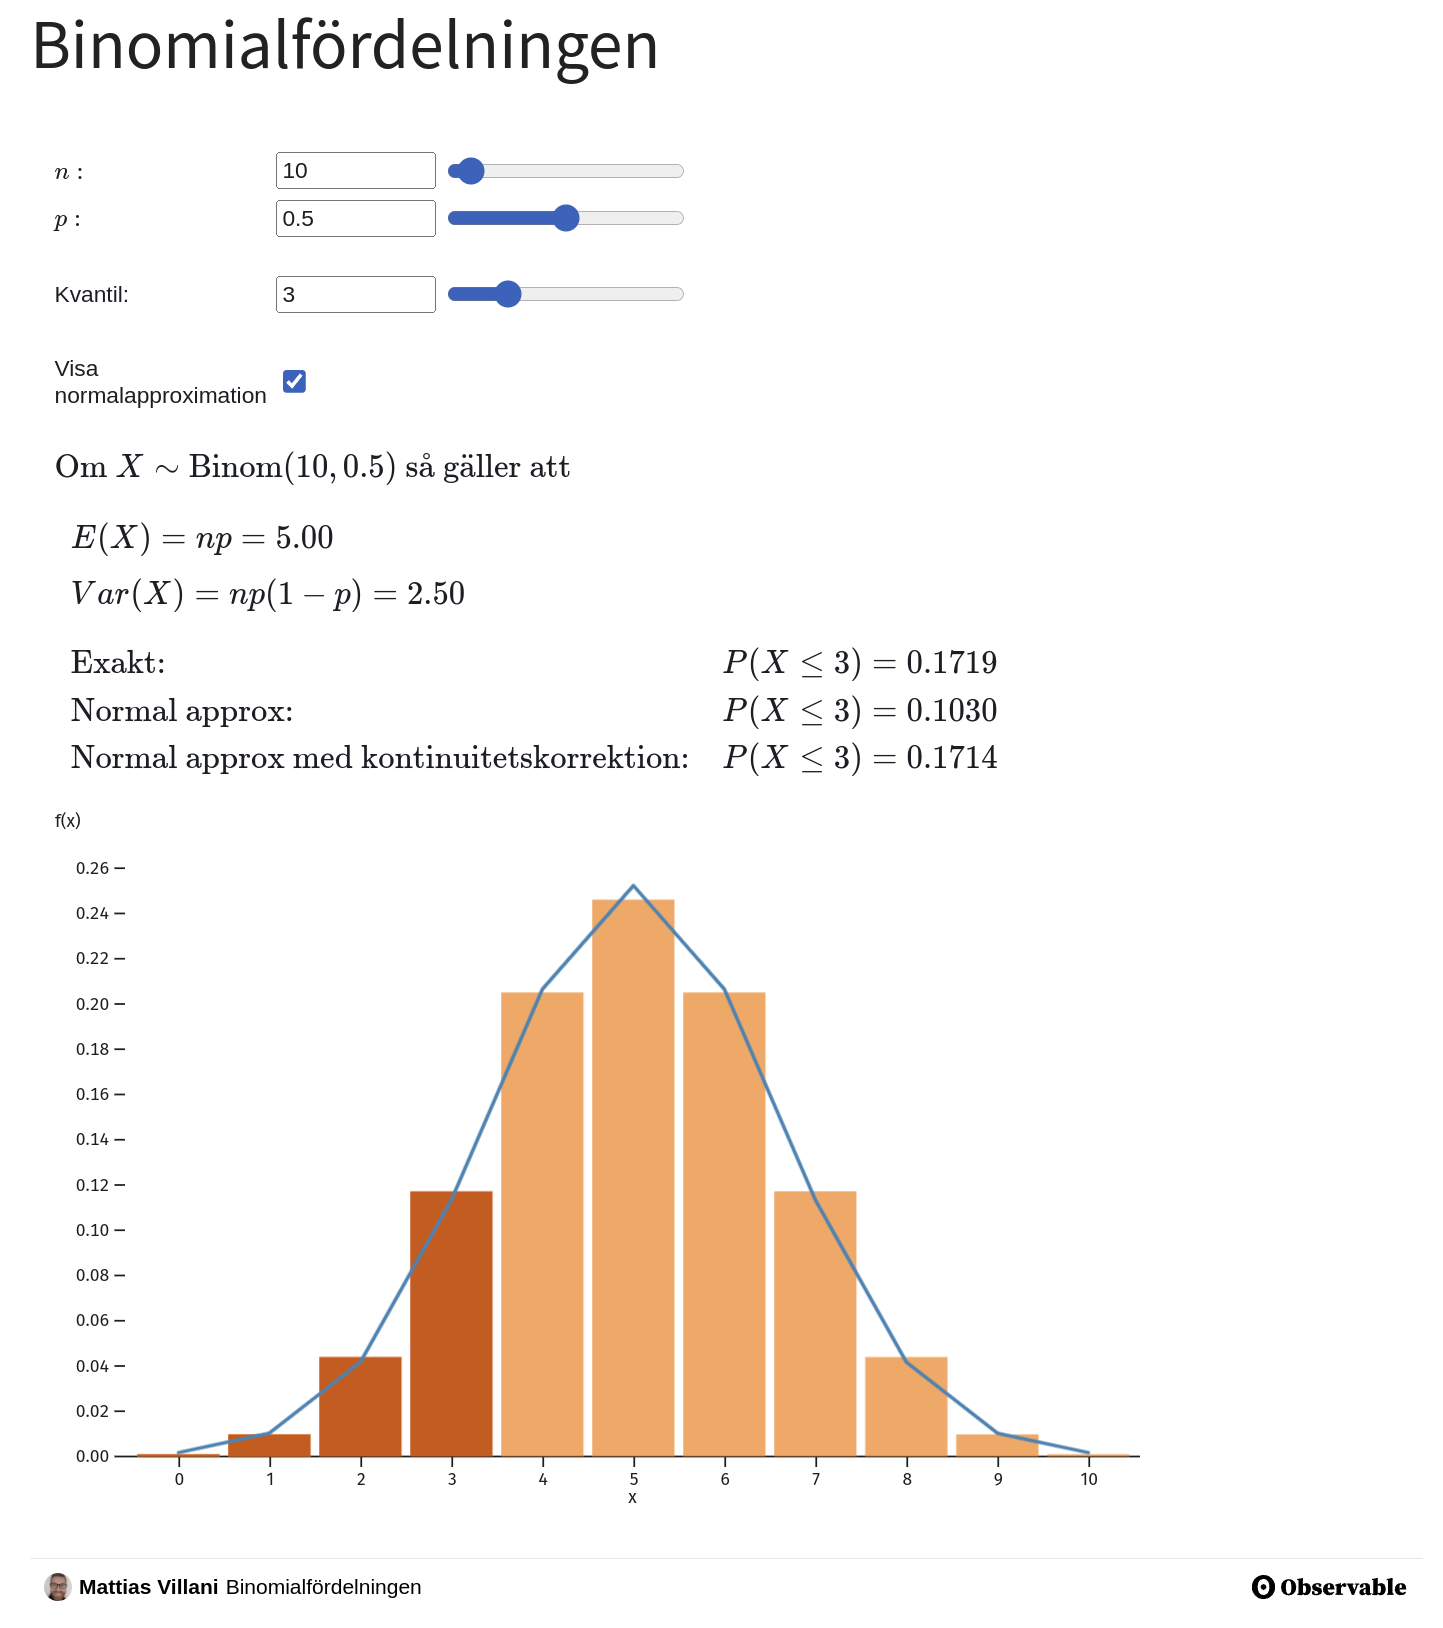 Binomialfördelningen
n : 10
p : 0.5
Kvantil: 3
Visa
normalapproximation
Om X ∼ Binom(10, 0.5) så gäller att
E(X) = np = 5.00
Var(X) = np(1 − p) = 2.50
Exakt: P(X ≤ 3) = 0.1719
Normal approx: P(X ≤ 3) = 0.1030
Normal approx med kontinuitetskorrektion: P(X ≤ 3) = 0.1714
f(x)
0.26
0.24
0.22
0.20
0.18
0.16
0.14
0.12
0.10
0.08
0.06
0.04
0.02
0.00
0 1 2 3 4 5 6 7 8 9 10
x
Mattias Villani Binomialfördelningen
Observable